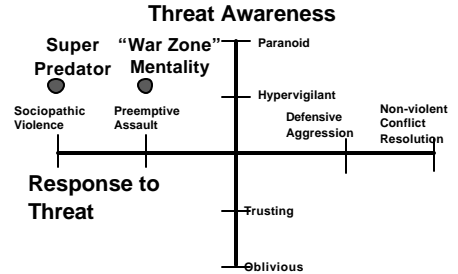 Threat Awareness
Super
Predator
“War Zone”
Mentality
Paranoid
Hypervigilant
Sociopathic
Violence
Preemptive
Assault
Defensive
Aggression
Non-violent
Conflict
Resolution
Response to
Threat
Trusting
Oblivious